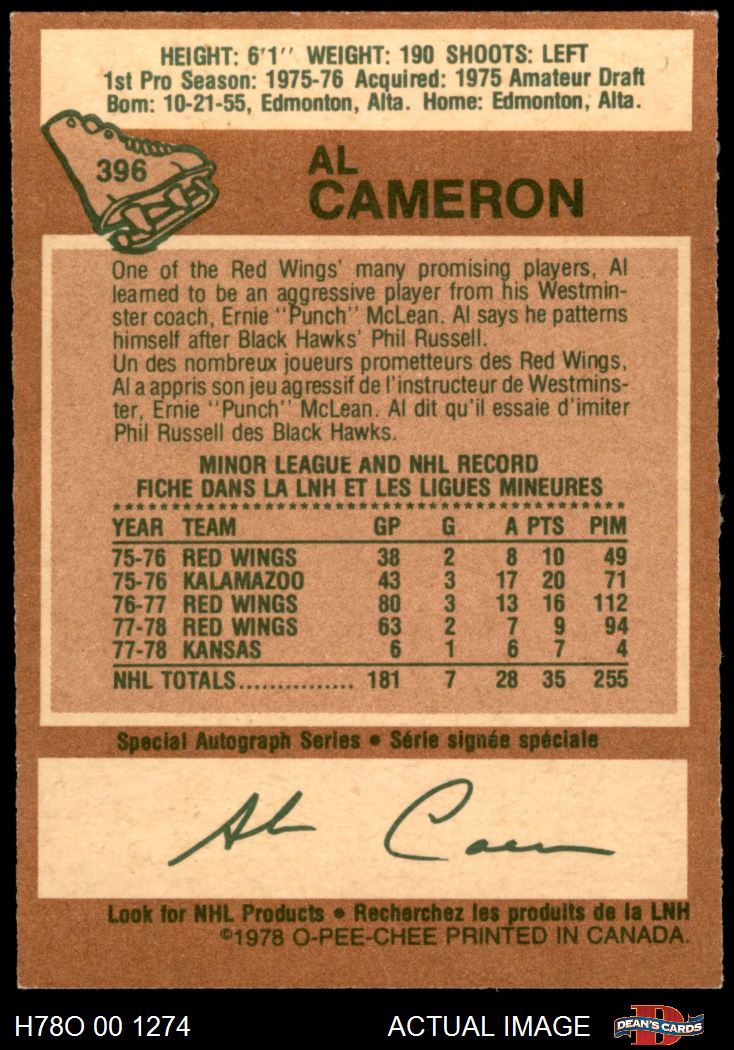 HEIGHT: 6'1'' WEIGHT: 190 SHOOTS: LEFT
1st Pro Season: 1975-76 Acquired: 1975 Amateur Draft
Born: 10-21-55, Edmonton, Alta. Home: Edmonton, Alta.
396
AL
CAMERON
One of the Red Wings' many promising players, Al
learned to be an aggressive player from his Westmin-
ster coach, Ernie ''Punch'' McLean. Al says he patterns
himself after Black Hawks' Phil Russell.
Un des nombreux joueurs prometteurs des Red Wings,
Al a appris son jeu agressif de l'instructeur de Westmins-
ter, Ernie ''Punch'' McLean. Al dit qu'il essaie d'imiter
Phil Russell des Black Hawks.
MINOR LEAGUE AND NHL RECORD
FICHE DANS LA LNH ET LES LIGUES MINEURES
YEAR TEAM GP G A PTS PIM
75-76 RED WINGS 38 2 8 10 49
75-76 KALAMAZOO 43 3 17 20 71
76-77 RED WINGS 80 3 13 16 112
77-78 RED WINGS 63 2 7 9 94
77-78 KANSAS 6 1 6 7 4
NHL TOTALS............... 181 7 28 35 255
Special Autograph Series • Série signée spéciale
Al Cameron
Look for NHL Products • Recherchez les produits de la LNH
©1978 O-PEE-CHEE PRINTED IN CANADA.
H78O 00 1274 ACTUAL IMAGE DEAN'S CARDS